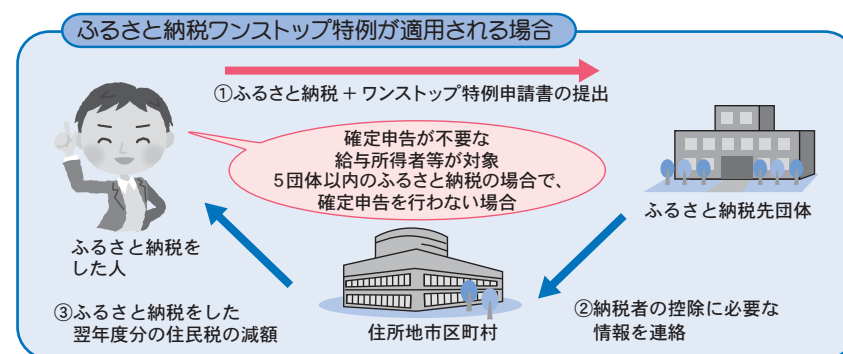 ふるさと納税ワンストップ特例が適用される場合
①ふるさと納税＋ワンストップ特例申請書の提出
確定申告が不要な
給与所得者等が対象
5団体以内のふるさと納税の場合で、
確定申告を行わない場合
ふるさと納税先団体
ふるさと納税を
した人
③ふるさと納税をした
翌年度分の住民税の減額
住所地市区町村
②納税者の控除に必要な
情報を連絡